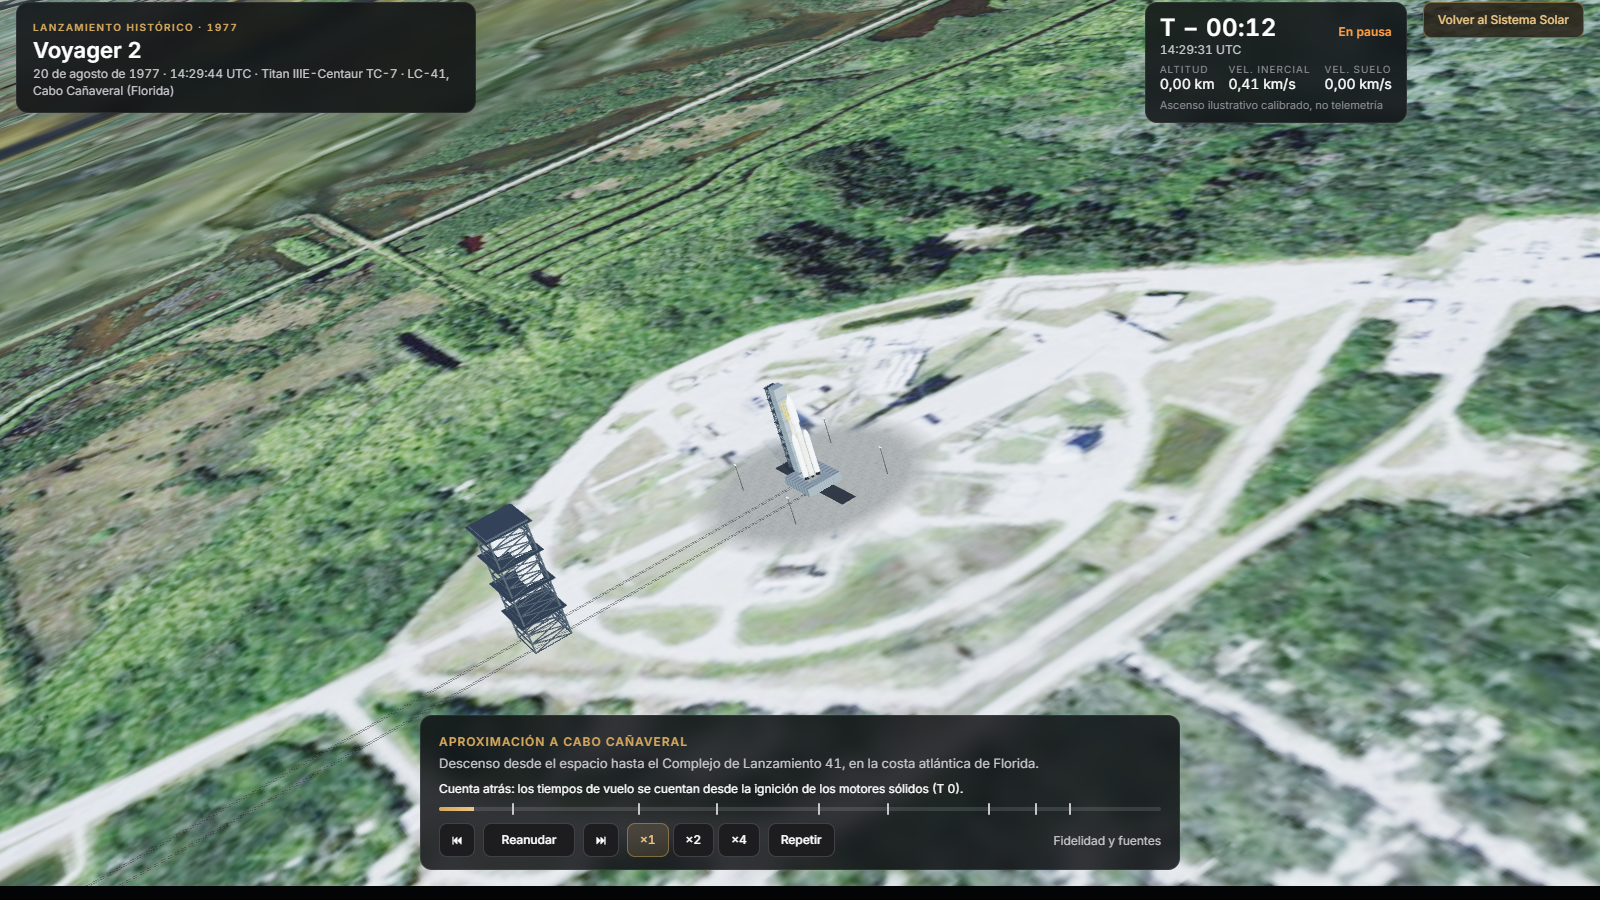 LANZAMIENTO HISTÓRICO · 1977
Voyager 2
20 de agosto de 1977 · 14:29:44 UTC · Titan IIIE-Centaur TC-7 · LC-41,
Cabo Cañaveral (Florida)
T − 00:12
En pausa
14:29:31 UTC
ALTITUD VEL. INERCIAL VEL. SUELO
0,00 km 0,41 km/s 0,00 km/s
Ascenso ilustrativo calibrado, no telemetría
Volver al Sistema Solar
APROXIMACIÓN A CABO CAÑAVERAL
Descenso desde el espacio hasta el Complejo de Lanzamiento 41, en la costa atlántica de Florida.
Cuenta atrás: los tiempos de vuelo se cuentan desde la ignición de los motores sólidos (T 0).
Reanudar ×1 ×2 ×4 Repetir Fidelidad y fuentes